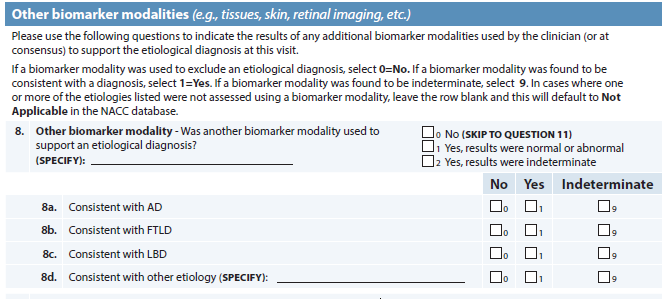 Other biomarker modalities (e.g., tissues, skin, retinal imaging, etc.)
Please use the following questions to indicate the results of any additional biomarker modalities used by the clinician (or at
consensus) to support the etiological diagnosis at this visit.
If a biomarker modality was used to exclude an etiological diagnosis, select 0=No. If a biomarker modality was found to be
consistent with a diagnosis, select 1=Yes. If a biomarker modality was found to be indeterminate, select 9. In cases where one
or more of the etiologies listed were not assessed using a biomarker modality, leave the row blank and this will default to Not
Applicable in the NACC database.
8. Other biomarker modality - Was another biomarker modality used to
support an etiological diagnosis?
(SPECIFY):
0 No (SKIP TO QUESTION 11)
1 Yes, results were normal or abnormal
2 Yes, results were indeterminate
No Yes Indeterminate
8a. Consistent with AD 0 1 9
8b. Consistent with FTLD 0 1 9
8c. Consistent with LBD 0 1 9
8d. Consistent with other etiology (SPECIFY): 0 1 9